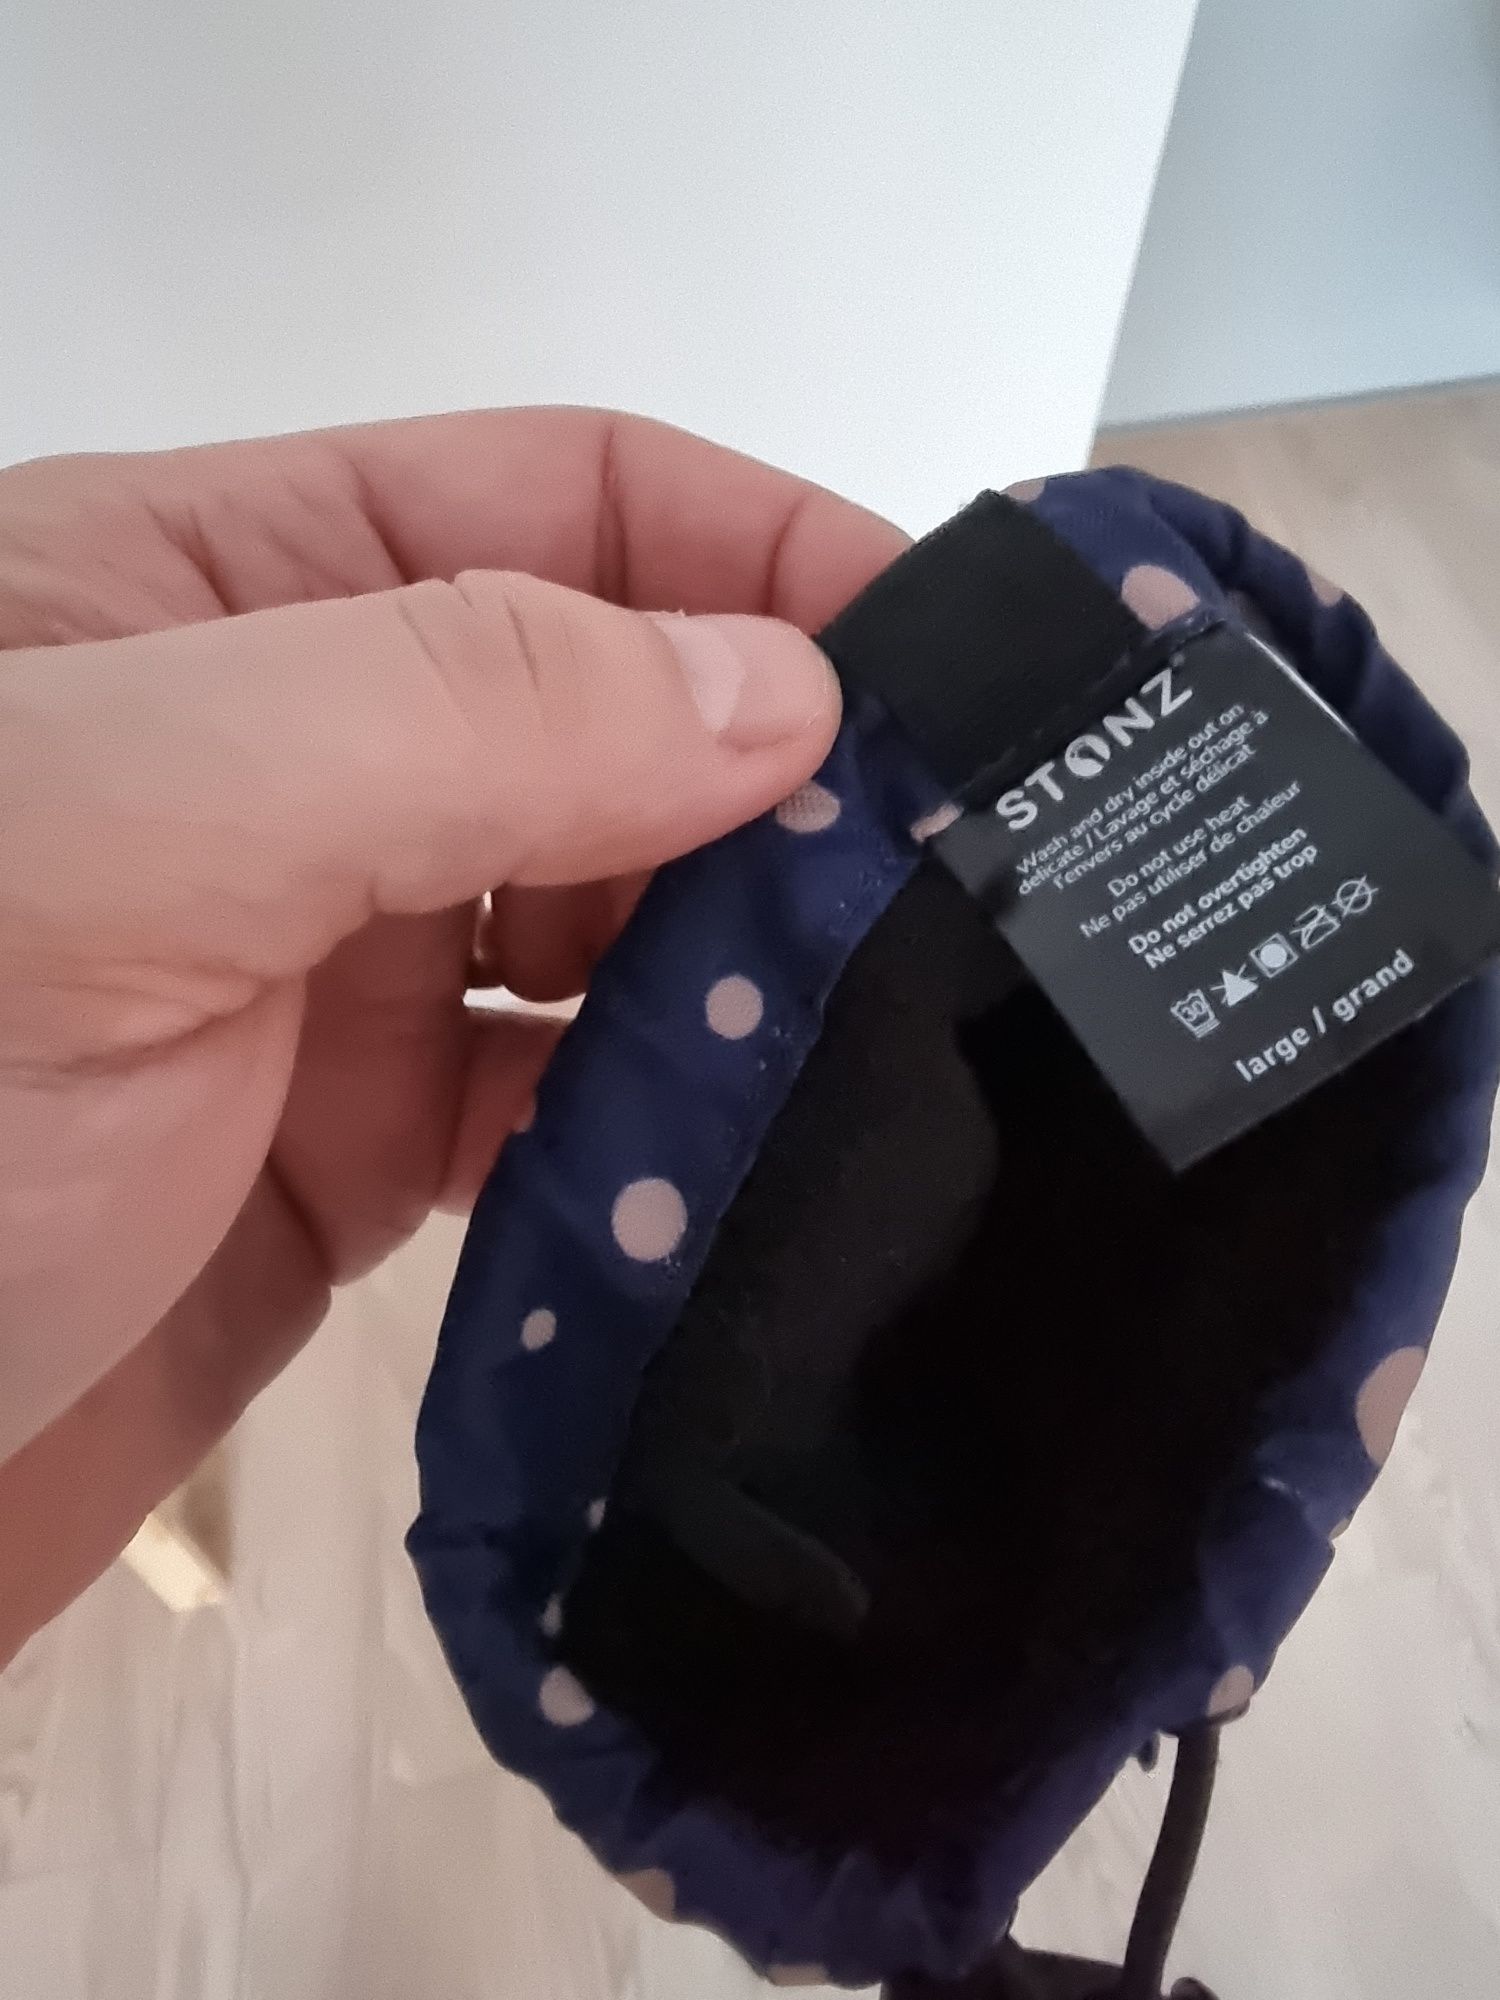 STONZ
Wash and dry inside out on
delicate / Lavage et séchage à
l'envers au cycle délicat
Do not use heat
Ne pas utiliser de chaleur
Do not overtighten
Ne serrez pas trop
30
large / grand